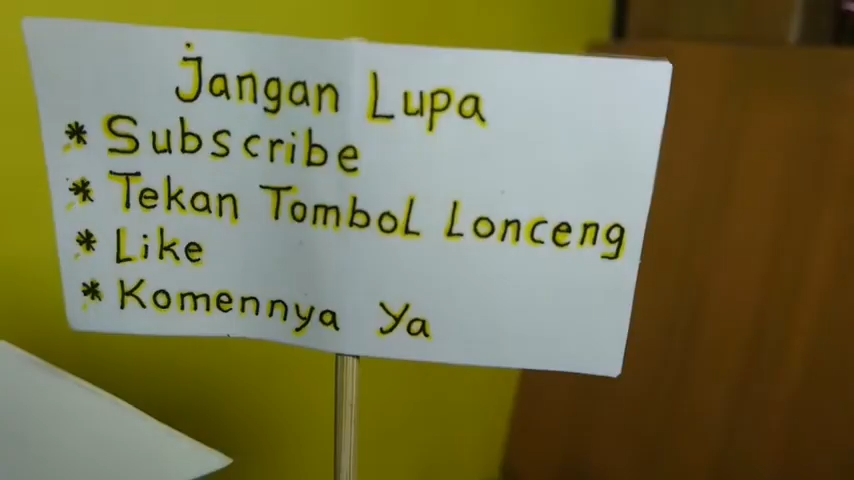 Jangan Lupa
* Subscribe
* Tekan Tombol Lonceng
* Like
* Komennya Ya